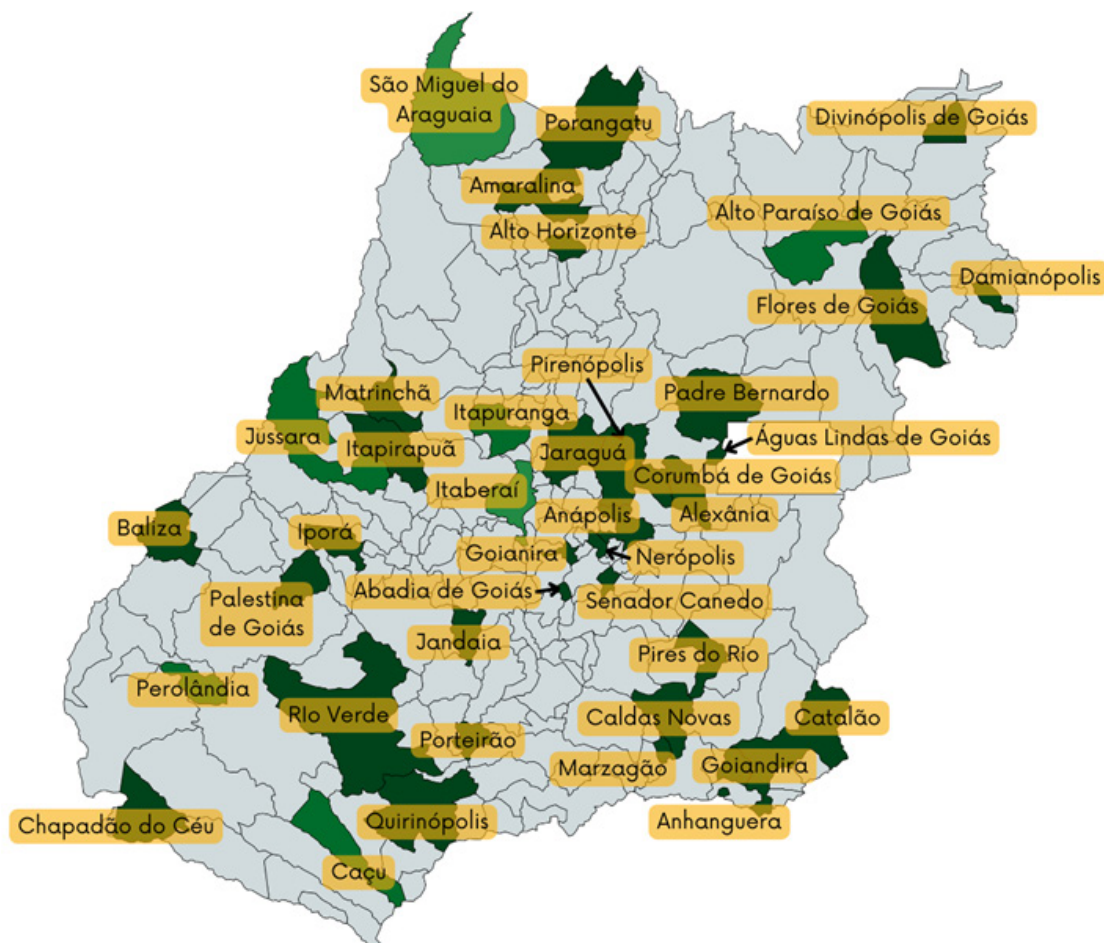 São Miguel do
Araguaia
Porangatu
Divinópolis de Goiás
Amaralina
Alto Paraíso de Goiás
Alto Horizonte
Damianópolis
Flores de Goiás
Pirenópolis
Matrinchã
Padre Bernardo
Itapuranga
Jussara
Itapirapuã
Jaraguá
Águas Lindas de Goiás
Corumbá de Goiás
Itaberaí
Anápolis
Alexânia
Baliza
Iporá
Goianira
Nerópolis
Abadia de Goiás
Senador Canedo
Palestina
de Goiás
Jandaia
Pires do Rio
Perolândia
RIo Verde
Caldas Novas
Catalão
Porteirão
Marzagão
Goiandira
Chapadão do Céu
Quirinópolis
Anhanguera
Caçu